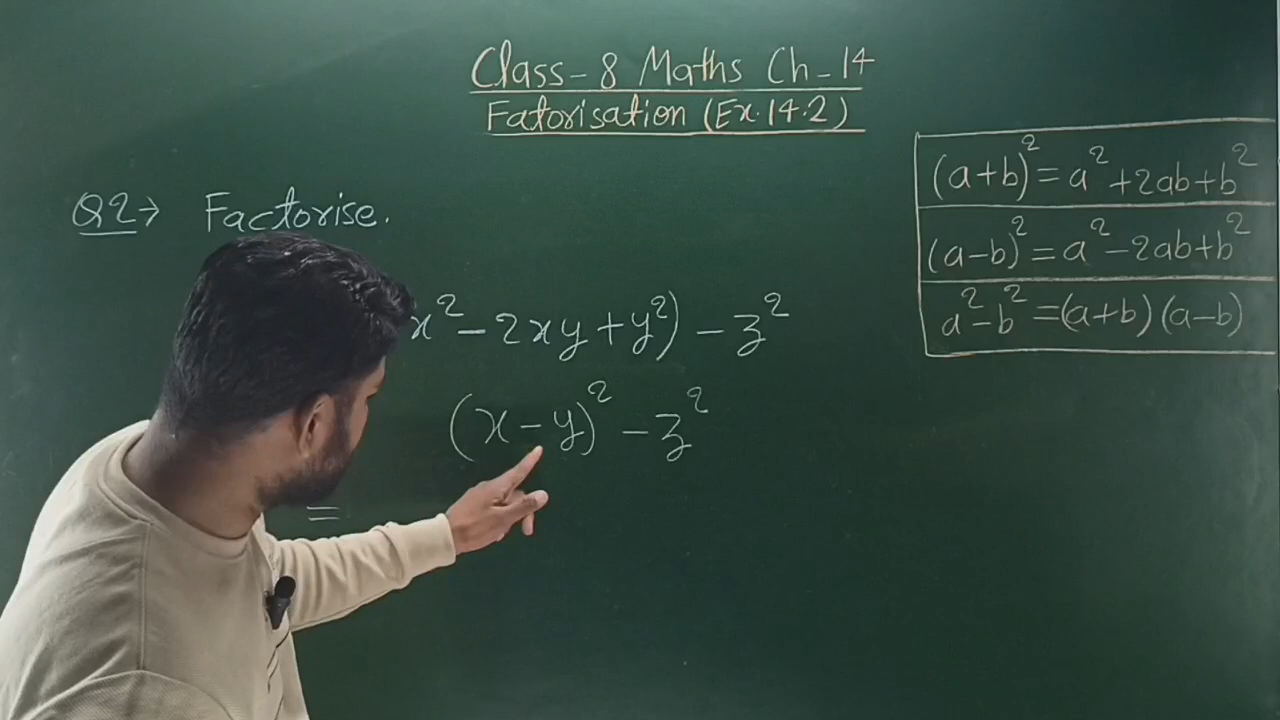 Class-8 Maths Ch-14
Fatorisation (Ex.14.2)
(a+b)²=a²+2ab+b²
(a-b)²=a²-2ab+b²
a²-b²=(a+b)(a-b)
Q2→ Factorise.
x²-2xy+y²)-z²
(x-y)²-z²
=